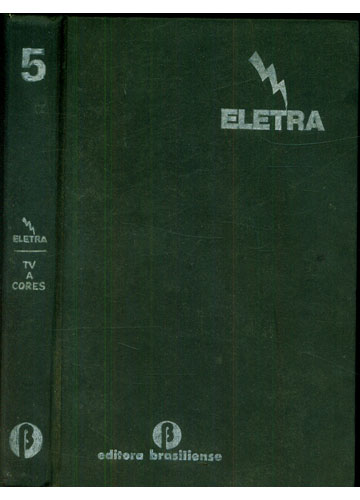 5
ELETRA
TV
A
CORES
β
ELETRA
β
editora brasiliense